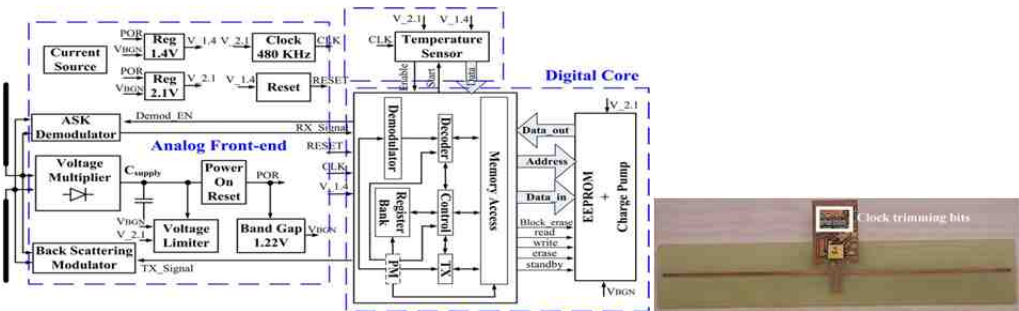 V_2.1
V_1.4
POR
VBGN
Reg
1.4V
V_1.4
V_2.1
Clock
480 KHz
CLK
CLK
Temperature
Sensor
Current
Source
POR
VBGN
Reg
2.1V
V_2.1
V_1.4
Reset
RESET
Enable
Start
Data
Digital Core
V_2.1
ASK
Demodulator
Demod_EN
RX_Signal
Analog Front-end
RESET
CLK
V_1.4
Demodulator
Decoder
Memory Access
Data_out
Address
Data_in
EEPROM
+
Charge Pump
Voltage
Multiplier
Csupply
Power
On
Reset
POR
Register
Bank
Control
Block_erase
read
write
erase
standby
VBGN
V_2.1
Voltage
Limiter
Band Gap
1.22V
VBGN
Back Scattering
Modulator
TX_Signal
PM
TX
VBGN
Clock trimming bits